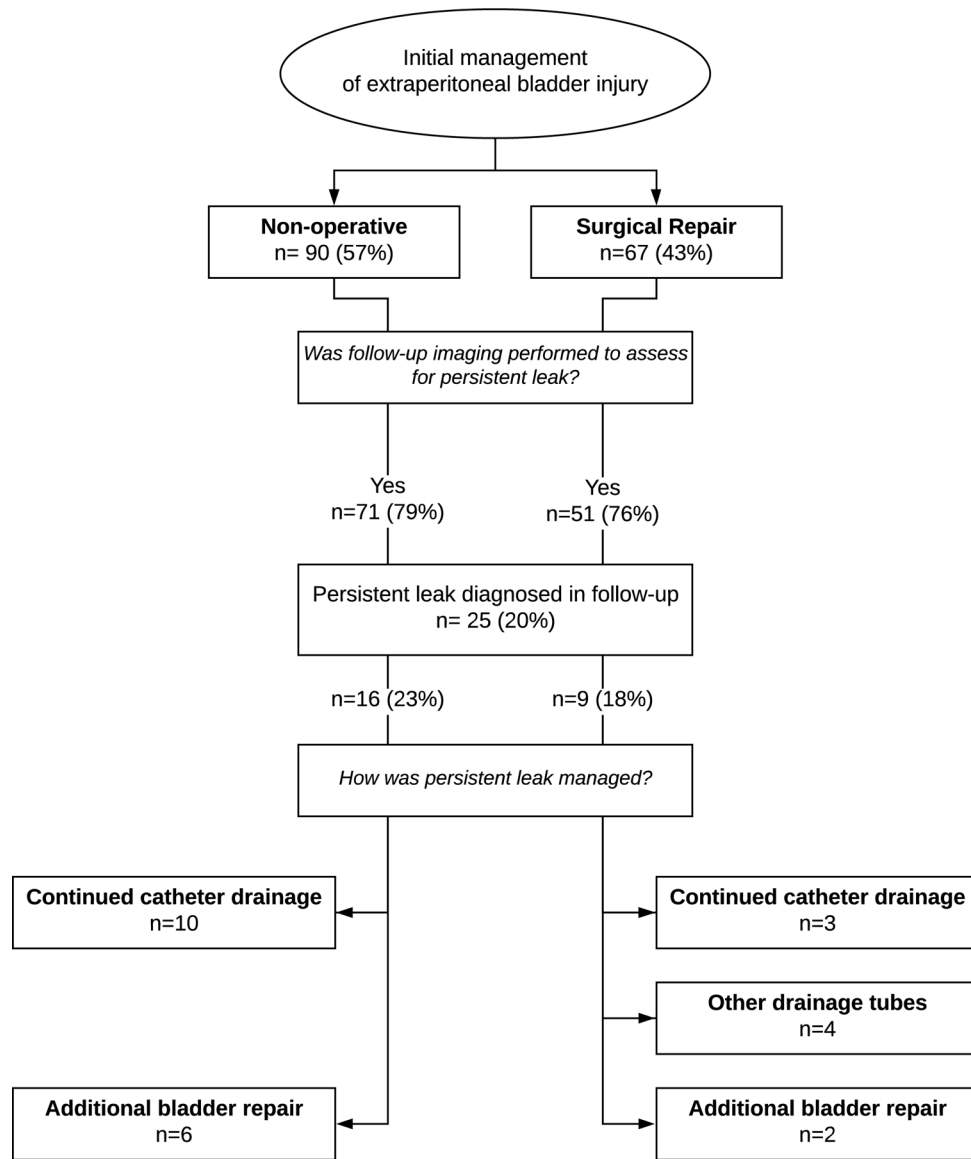 Initial management
of extraperitoneal bladder injury
Non-operative
n= 90 (57%)
Surgical Repair
n=67 (43%)
Was follow-up imaging performed to assess
for persistent leak?
Yes
n=71 (79%)
Yes
n=51 (76%)
Persistent leak diagnosed in follow-up
n= 25 (20%)
n=16 (23%)
n=9 (18%)
How was persistent leak managed?
Continued catheter drainage
n=10
Continued catheter drainage
n=3
Other drainage tubes
n=4
Additional bladder repair
n=6
Additional bladder repair
n=2